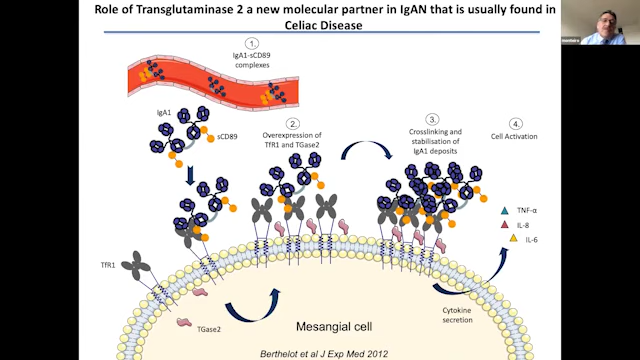 Role of Transglutaminase 2 a new molecular partner in IgAN that is usually found in
Celiac Disease
1.
IgA1-sCD89
complexes
IgA1
sCD89
2.
Overexpression of
TfR1 and TGase2
3.
Crosslinking and
stabilisation of
IgA1 deposits
4.
Cell Activation
TNF-α
IL-8
IL-6
TfR1
TGase2
Cytokine
secretion
Mesangial cell
Berthelot et al J Exp Med 2012